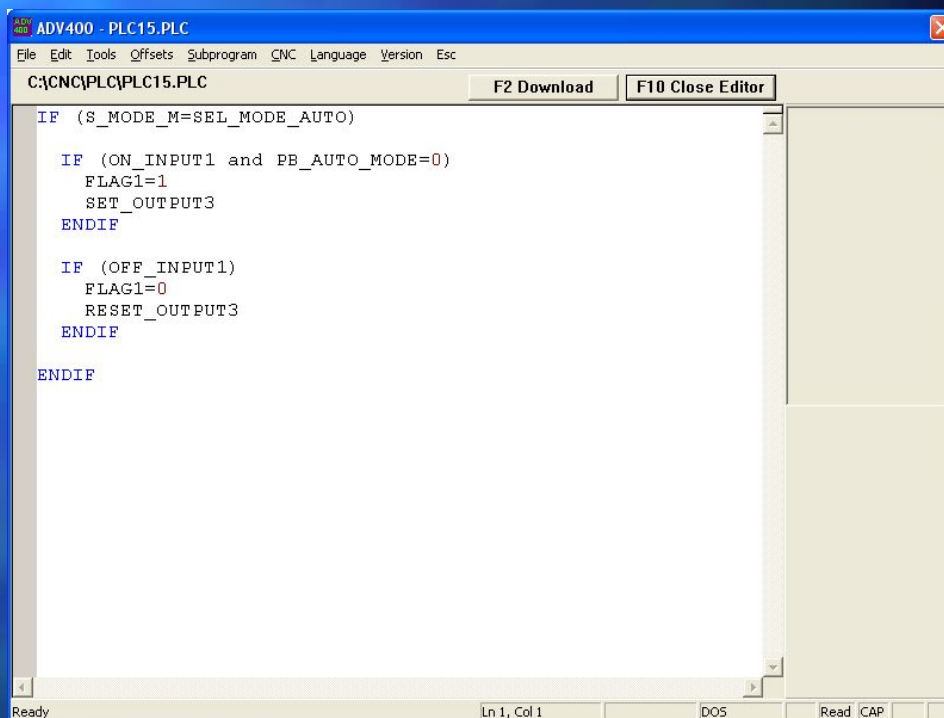 ADV 400 ADV400 - PLC15.PLC
File Edit Tools Offsets Subprogram CNC Language Version Esc
C:\CNC\PLC\PLC15.PLC F2 Download F10 Close Editor
IF (S_MODE_M=SEL_MODE_AUTO)
IF (ON_INPUT1 and PB_AUTO_MODE=0)
FLAG1=1
SET_OUTPUT3
ENDIF
IF (OFF_INPUT1)
FLAG1=0
RESET_OUTPUT3
ENDIF
ENDIF
Ready Ln 1, Col 1 DOS Read CAP